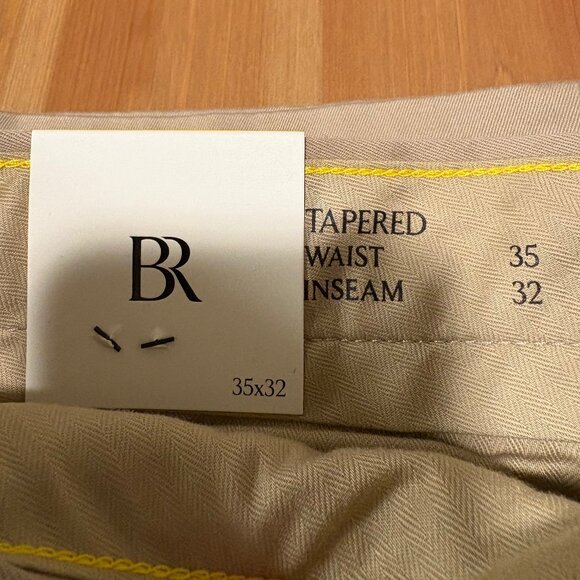 BR
35x32
TAPERED
WAIST 35
INSEAM 32